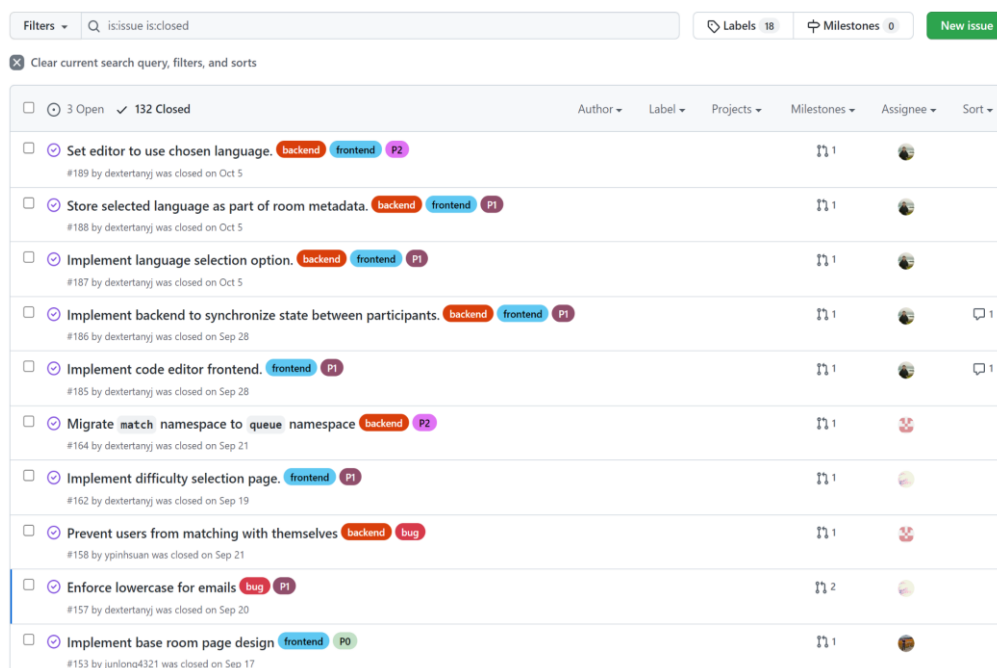 Filters is:issue is:closed Labels 18 Milestones 0 New issue
Clear current search query, filters, and sorts
3 Open 132 Closed Author Label Projects Milestones Assignee Sort
Set editor to use chosen language. backend frontend P2 1
#189 by dextertanyj was closed on Oct 5
Store selected language as part of room metadata. backend frontend P1 1
#188 by dextertanyj was closed on Oct 5
Implement language selection option. backend frontend P1 1
#187 by dextertanyj was closed on Oct 5
Implement backend to synchronize state between participants. backend frontend P1 1 1
#186 by dextertanyj was closed on Sep 28
Implement code editor frontend. frontend P1 1 1
#185 by dextertanyj was closed on Sep 28
Migrate match namespace to queue namespace backend P2 1
#164 by dextertanyj was closed on Sep 21
Implement difficulty selection page. frontend P1 1
#162 by dextertanyj was closed on Sep 19
Prevent users from matching with themselves backend bug 1
#158 by ypinhsuan was closed on Sep 21
Enforce lowercase for emails bug P1 2
#157 by dextertanyj was closed on Sep 20
Implement base room page design frontend P0 1
#153 by junlong4321 was closed on Sep 17